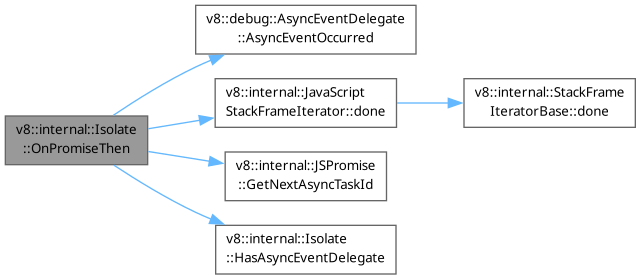 v8::debug::AsyncEventDelegate
::AsyncEventOccurred
v8::internal::JavaScript
StackFrameIterator::done
v8::internal::StackFrame
IteratorBase::done
v8::internal::Isolate
::OnPromiseThen
v8::internal::JSPromise
::GetNextAsyncTaskId
v8::internal::Isolate
::HasAsyncEventDelegate